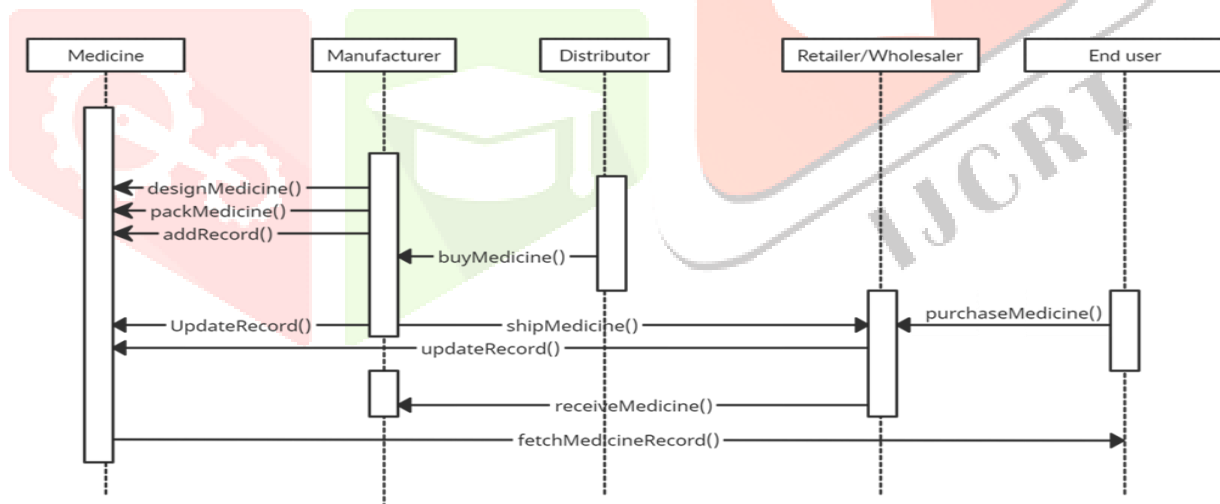 Medicine
Manufacturer
Distributor
Retailer/Wholesaler
End user
designMedicine()
packMedicine()
addRecord()
buyMedicine()
purchaseMedicine()
UpdateRecord()
shipMedicine()
updateRecord()
receiveMedicine()
fetchMedicineRecord()
IJCRT